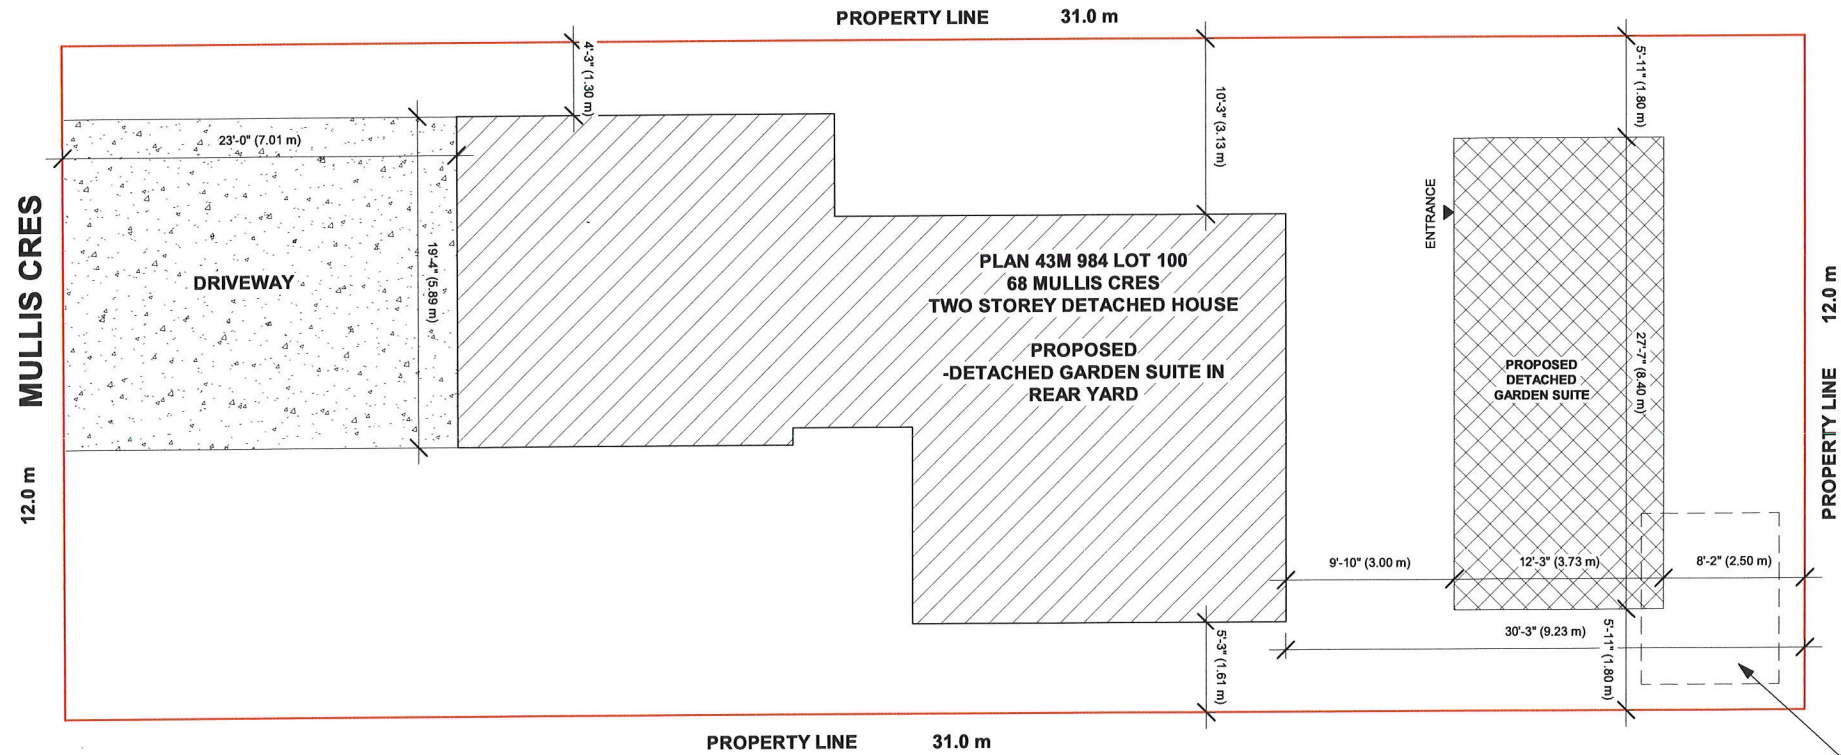 PROPERTY LINE 31.0 m
4'-3" (1.30 m)
10'-3" (3.13 m)
5'-11" (1.80 m)
23'-0" (7.01 m)
MULLIS CRES
12.0 m
DRIVEWAY
19'-4" (5.89 m)
PLAN 43M 984 LOT 100
68 MULLIS CRES
TWO STOREY DETACHED HOUSE
PROPOSED
-DETACHED GARDEN SUITE IN
REAR YARD
ENTRANCE
PROPOSED
DETACHED
GARDEN SUITE
27'-7" (8.40 m)
PROPERTY LINE 12.0 m
9'-10" (3.00 m)
12'-3" (3.73 m)
8'-2" (2.50 m)
30'-3" (9.23 m)
5'-3" (1.61 m)
5'-11" (1.80 m)
PROPERTY LINE 31.0 m